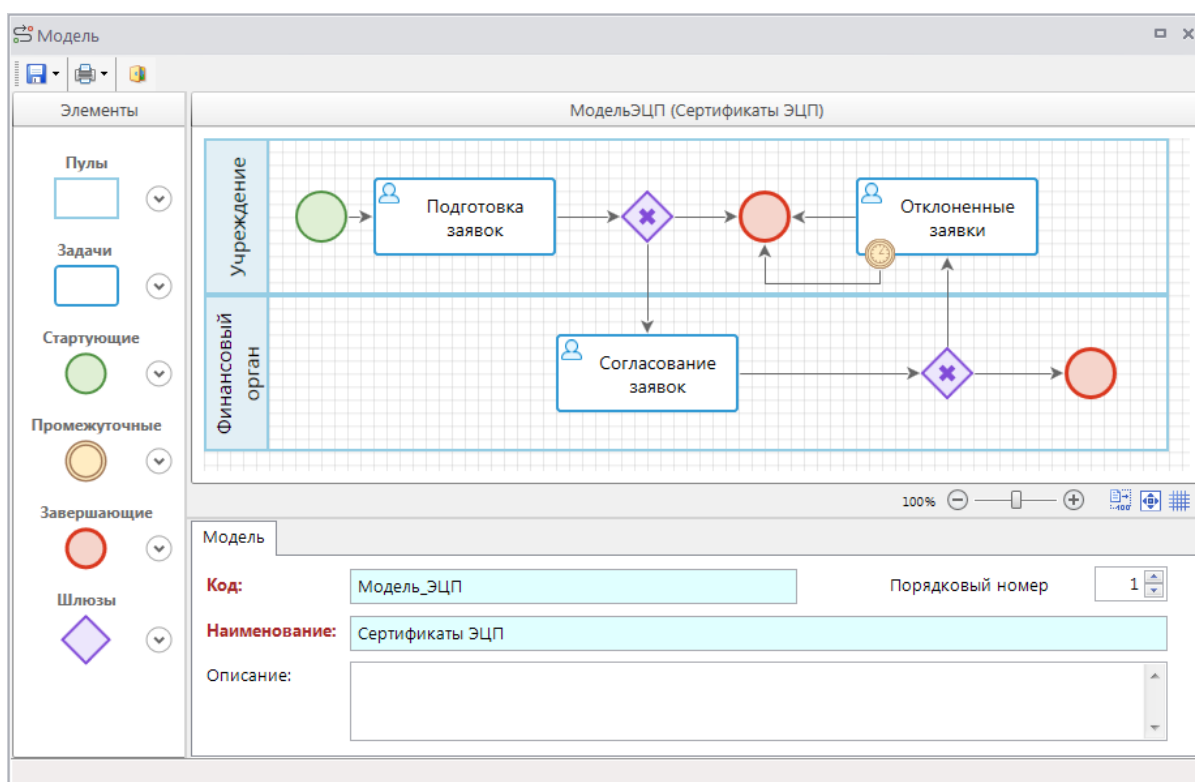 Модель
Элементы
МодельЭЦП (Сертификаты ЭЦП)
Пулы
Задачи
Стартующие
Промежуточные
Завершающие
Шлюзы
Учреждение
Подготовка
заявок
Отклоненные
заявки
Финансовый
орган
Согласование
заявок
100%
Модель
Код:
Модель_ЭЦП
Порядковый номер
1
Наименование:
Сертификаты ЭЦП
Описание: